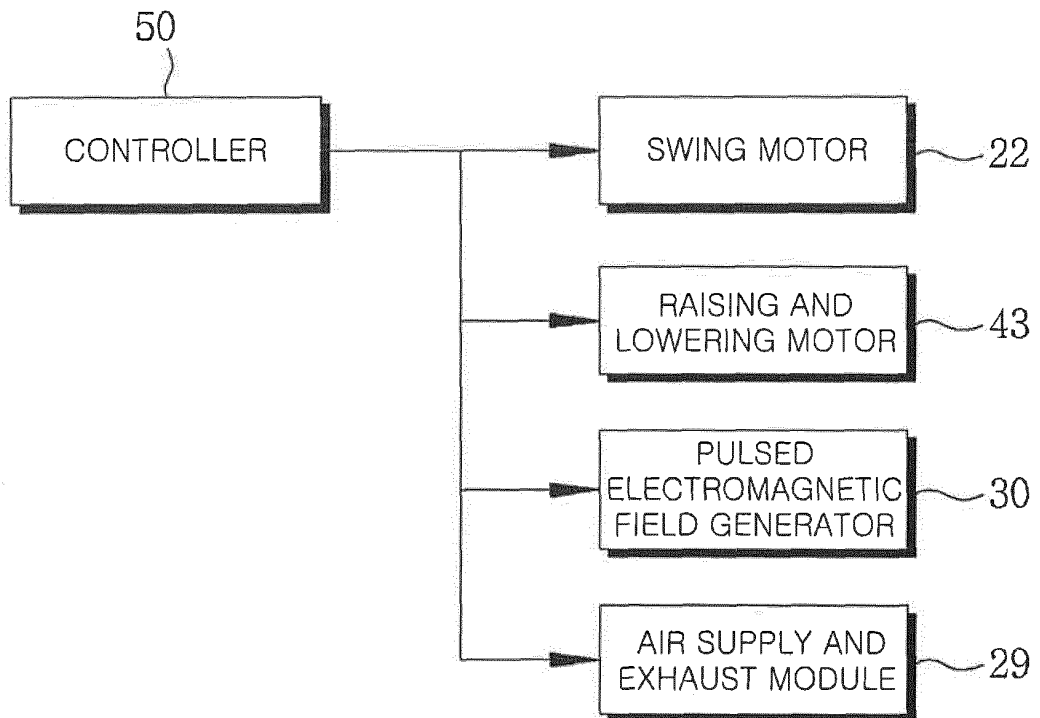 50
CONTROLLER
SWING MOTOR
22
RAISING AND
LOWERING MOTOR
43
PULSED
ELECTROMAGNETIC
FIELD GENERATOR
30
AIR SUPPLY AND
EXHAUST MODULE
29